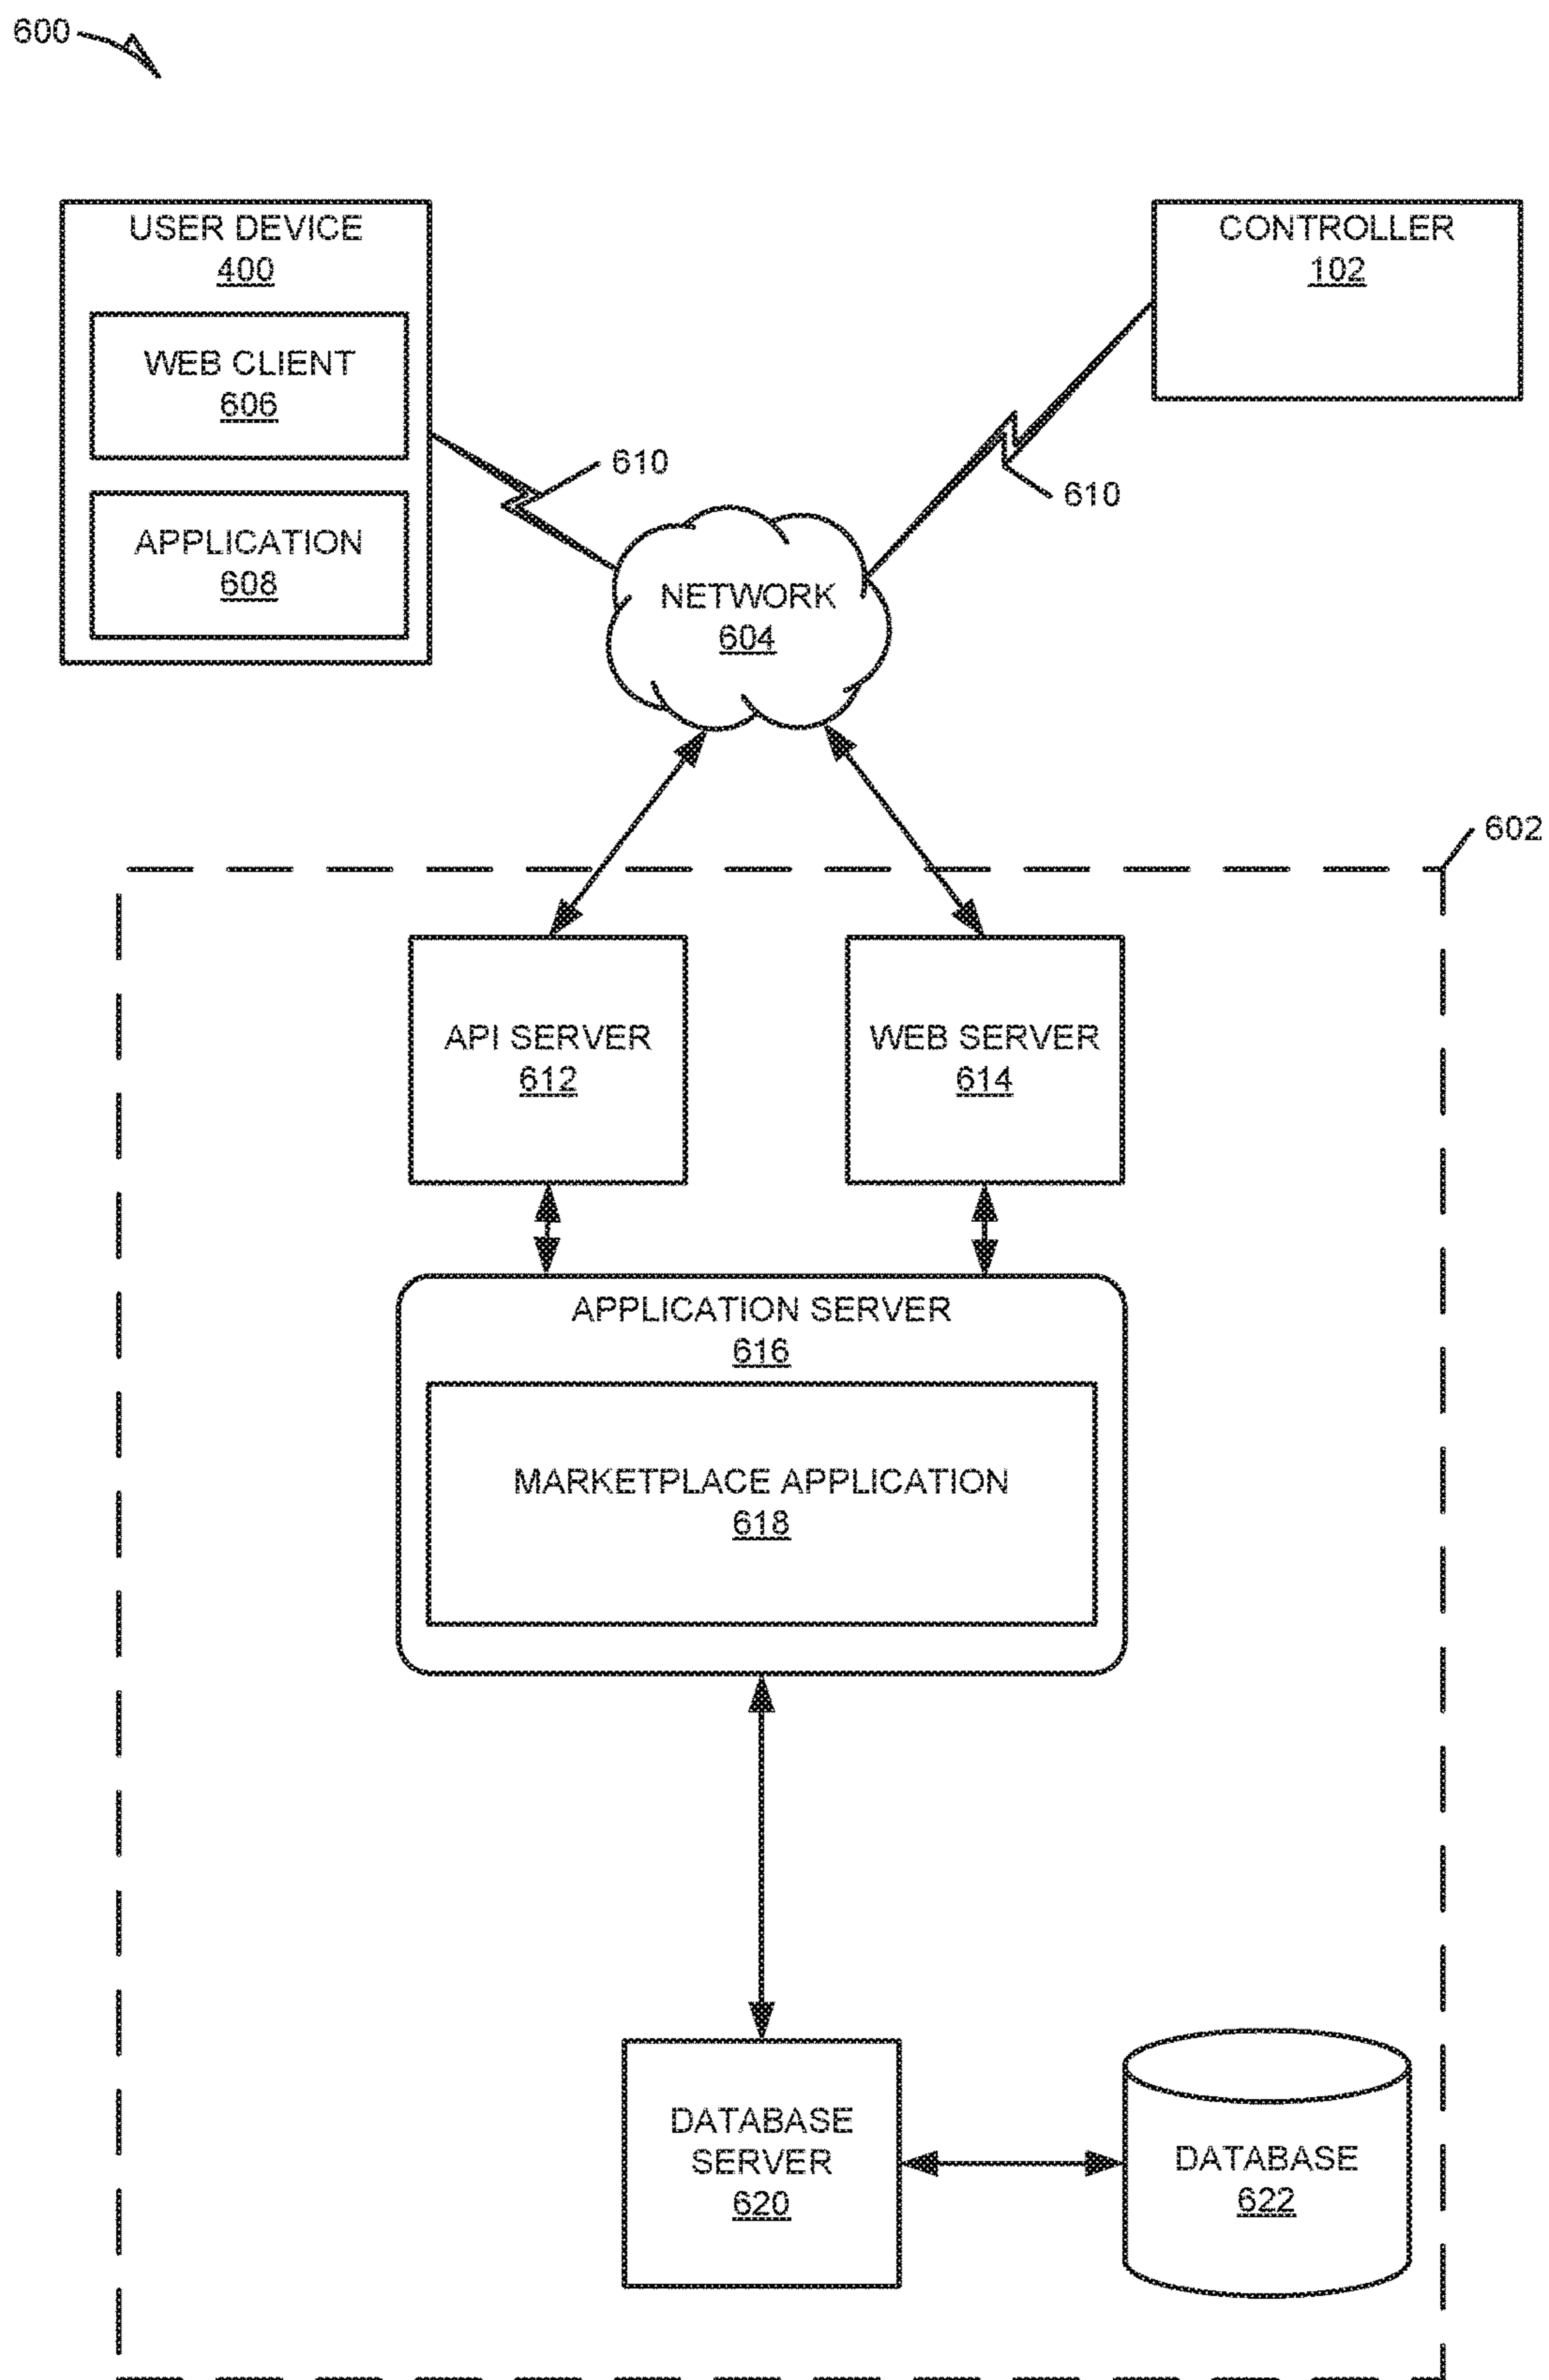 600
USER DEVICE
400
WEB CLIENT
606
APPLICATION
608
CONTROLLER
102
610
610
NETWORK
604
602
API SERVER
612
WEB SERVER
614
APPLICATION SERVER
616
MARKETPLACE APPLICATION
618
DATABASE
SERVER
620
DATABASE
622